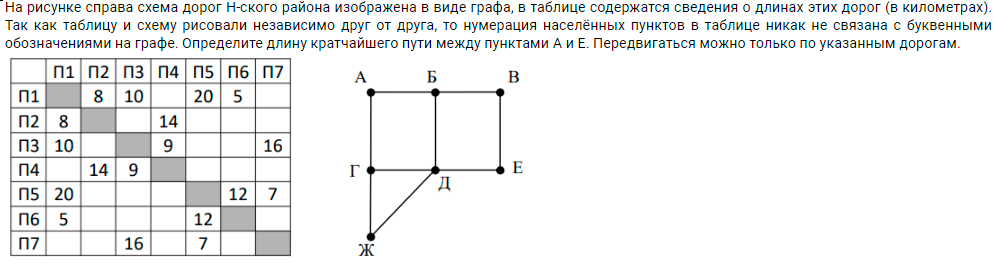 На рисунке справа схема дорог Н-ского района изображена в виде графа, в таблице содержатся сведения о длинах этих дорог (в километрах).
Так как таблицу и схему рисовали независимо друг от друга, то нумерация населённых пунктов в таблице никак не связана с буквенными
обозначениями на графе. Определите длину кратчайшего пути между пунктами А и Е. Передвигаться можно только по указанным дорогам.
П1 П2 П3 П4 П5 П6 П7
П1 8 10 20 5
П2 8 14
П3 10 9 16
П4 14 9
П5 20 12 7
П6 5 12
П7 16 7
А Б В
Г Д Е
Ж